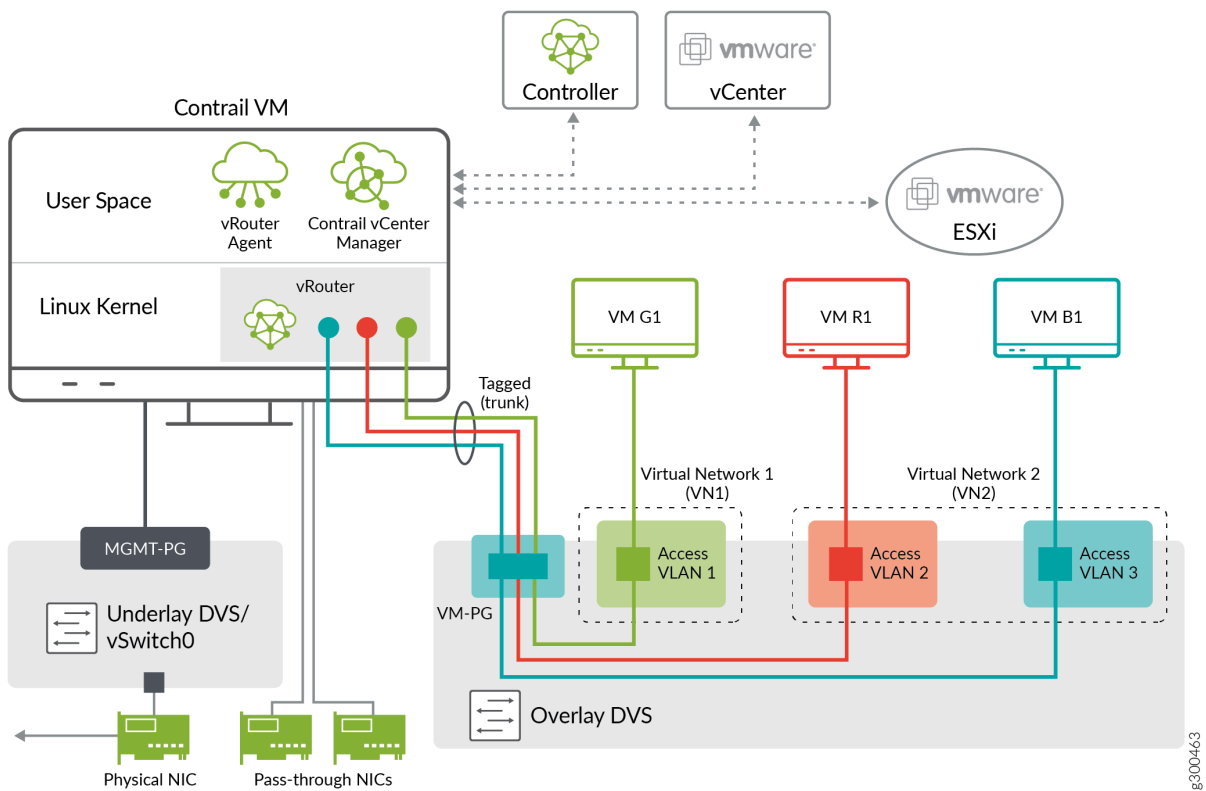 Controller
vmware®
vCenter
Contrail VM
User Space
vRouter
Agent
Contrail vCenter
Manager
vmware®
ESXi
Linux Kernel
vRouter
VM G1
VM R1
VM B1
Tagged
(trunk)
Virtual Network 1
(VN1)
Virtual Network 2
(VN2)
MGMT-PG
Access
VLAN 1
Access
VLAN 2
Access
VLAN 3
VM-PG
Underlay DVS/
vSwitch0
Overlay DVS
Physical NIC
Pass-through NICs
g300463